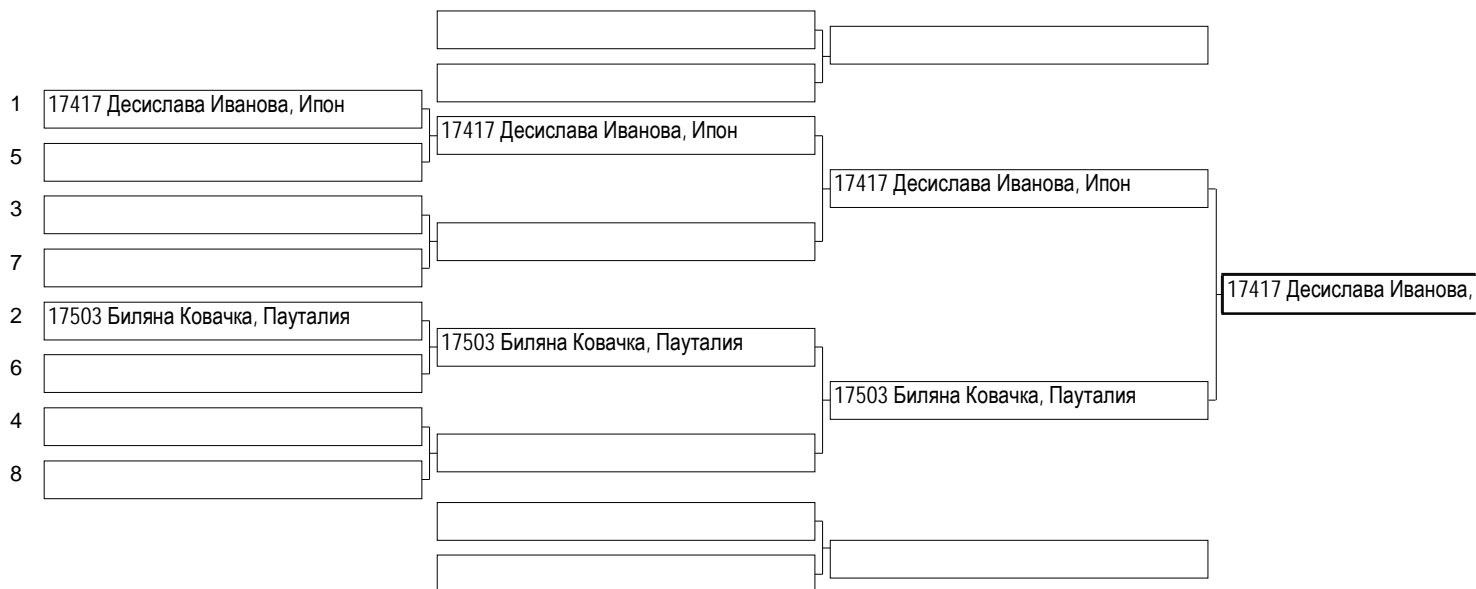 1 17417 Десислава Иванова, Ипон
17417 Десислава Иванова, Ипон
5
17417 Десислава Иванова, Ипон
3
7
17417 Десислава Иванова,
2 17503 Биляна Ковачка, Пауталия
17503 Биляна Ковачка, Пауталия
6
17503 Биляна Ковачка, Пауталия
4
8